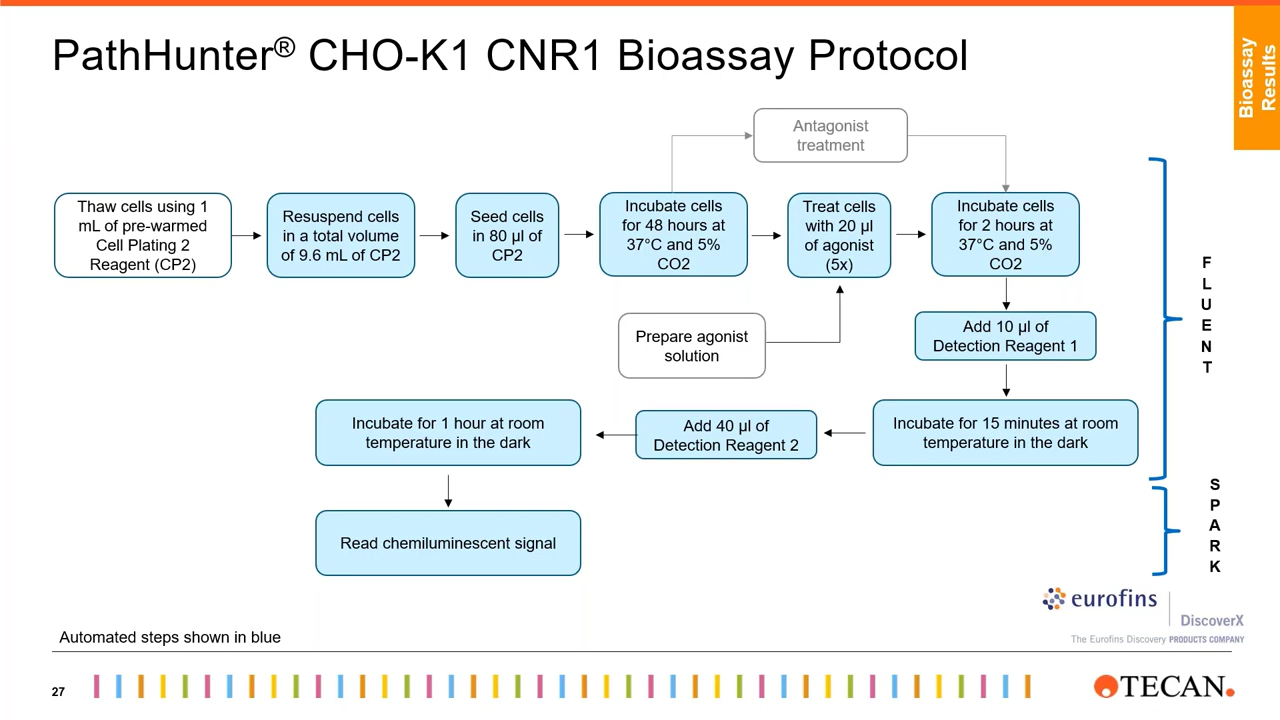 PathHunter® CHO-K1 CNR1 Bioassay Protocol
Bioassay
Results
Antagonist
treatment
Thaw cells using 1
mL of pre-warmed
Cell Plating 2
Reagent (CP2)
Resuspend cells
in a total volume
of 9.6 mL of CP2
Seed cells
in 80 µl of
CP2
Incubate cells
for 48 hours at
37°C and 5%
CO2
Treat cells
with 20 µl
of agonist
(5x)
Incubate cells
for 2 hours at
37°C and 5%
CO2
Prepare agonist
solution
Add 10 µl of
Detection Reagent 1
Incubate for 15 minutes at room
temperature in the dark
Add 40 µl of
Detection Reagent 2
Incubate for 1 hour at room
temperature in the dark
Read chemiluminescent signal
FLUENT
SPARK
eurofins
DiscoverX
The Eurofins Discovery PRODUCTS COMPANY
Automated steps shown in blue
27
TECAN.